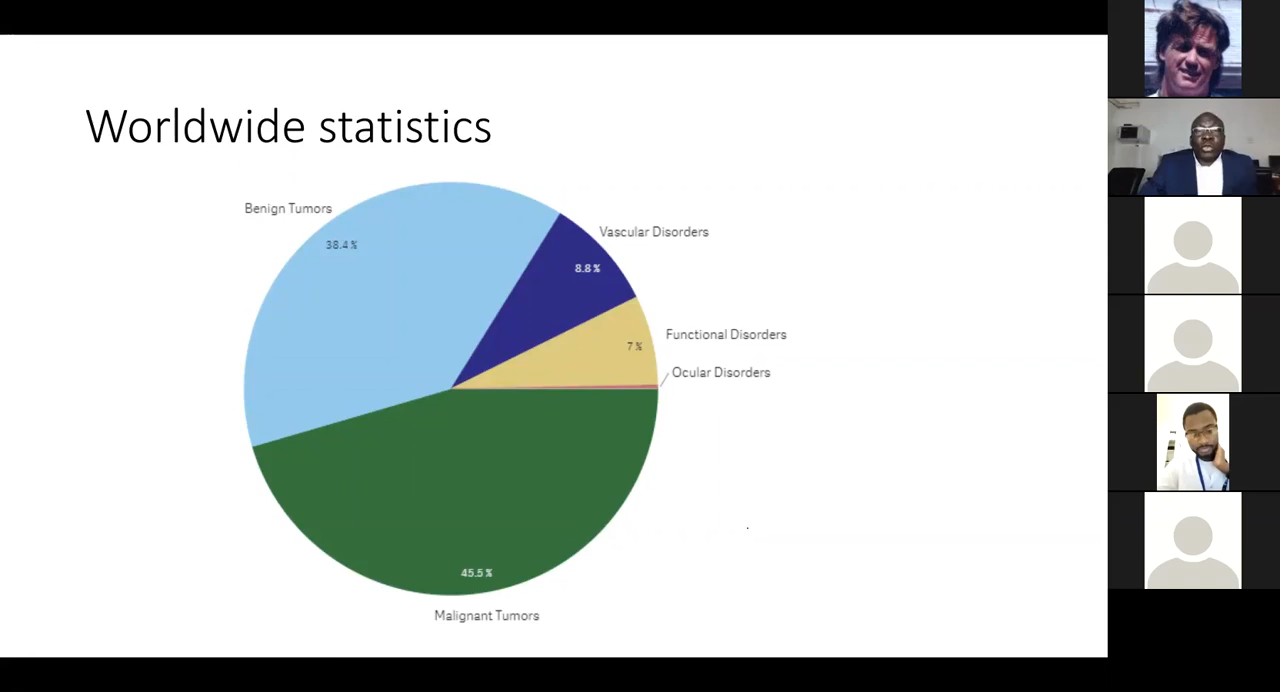 Worldwide statistics
Benign Tumors
38.4 %
Vascular Disorders
8.8 %
Functional Disorders
7 %
Ocular Disorders
45.5 %
Malignant Tumors